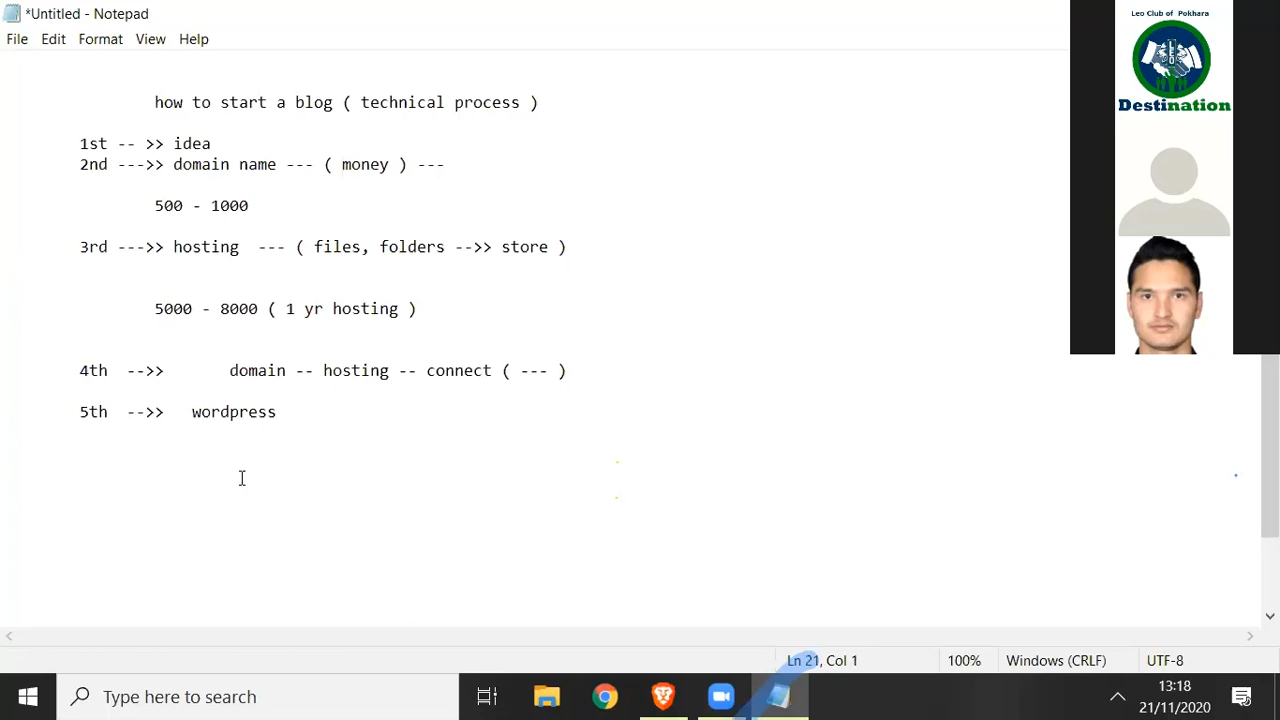 *Untitled - Notepad
File Edit Format View Help
Leo Club of Pokhara
LEO
Destination
how to start a blog ( technical process )
1st -- >> idea
2nd --->> domain name --- ( money ) ---
500 - 1000
3rd --->> hosting --- ( files, folders -->> store )
5000 - 8000 ( 1 yr hosting )
4th -->> domain -- hosting -- connect ( --- )
5th -->> wordpress
Ln 21, Col 1 100% Windows (CRLF) UTF-8
Type here to search
13:18
21/11/2020